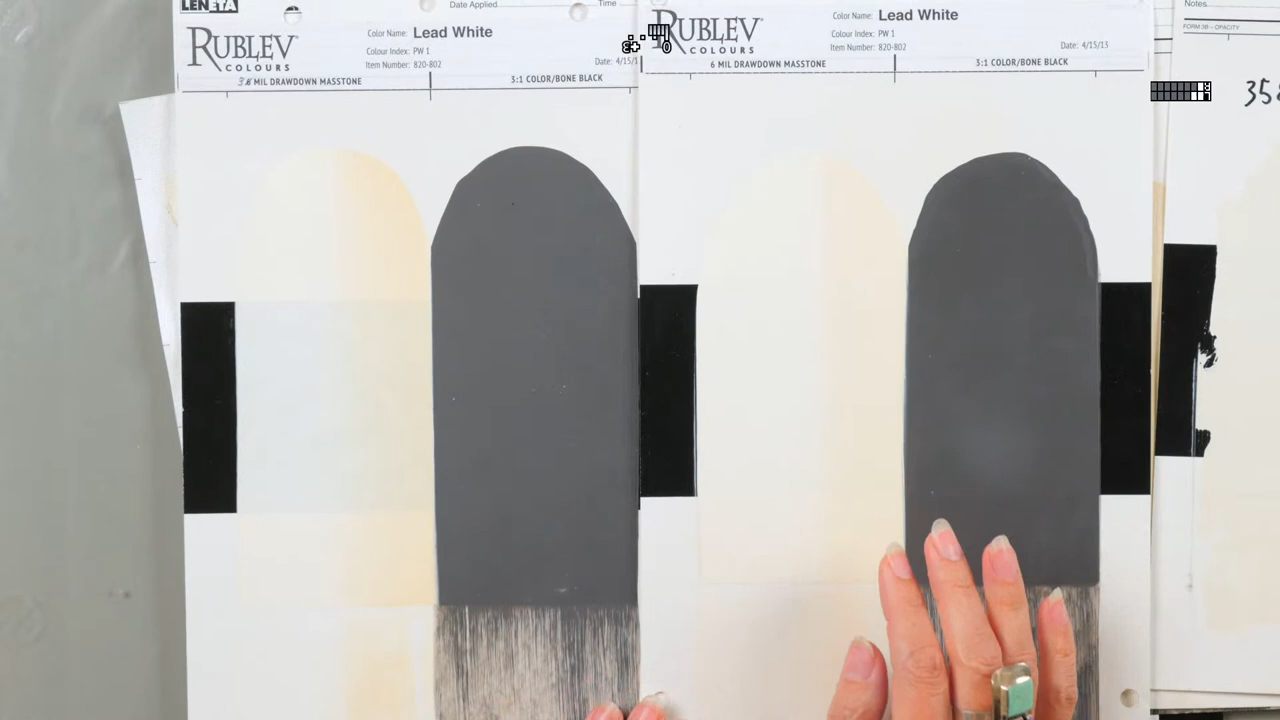 LENETA
Date Applied
Time
RUBLEV
COLOURS
Color Name: Lead White
Colour Index: PW 1
Item Number: 820-802
Date: 4/15/1
MIL DRAWDOWN MASSTONE
3:1 COLOR/BONE BLACK
RUBLEV
COLOURS
Color Name: Lead White
Colour Index: PW 1
Item Number: 820-802
Date: 4/15/13
6 MIL DRAWDOWN MASSTONE
3:1 COLOR/BONE BLACK
Notes
FORM 3B - OPACITY